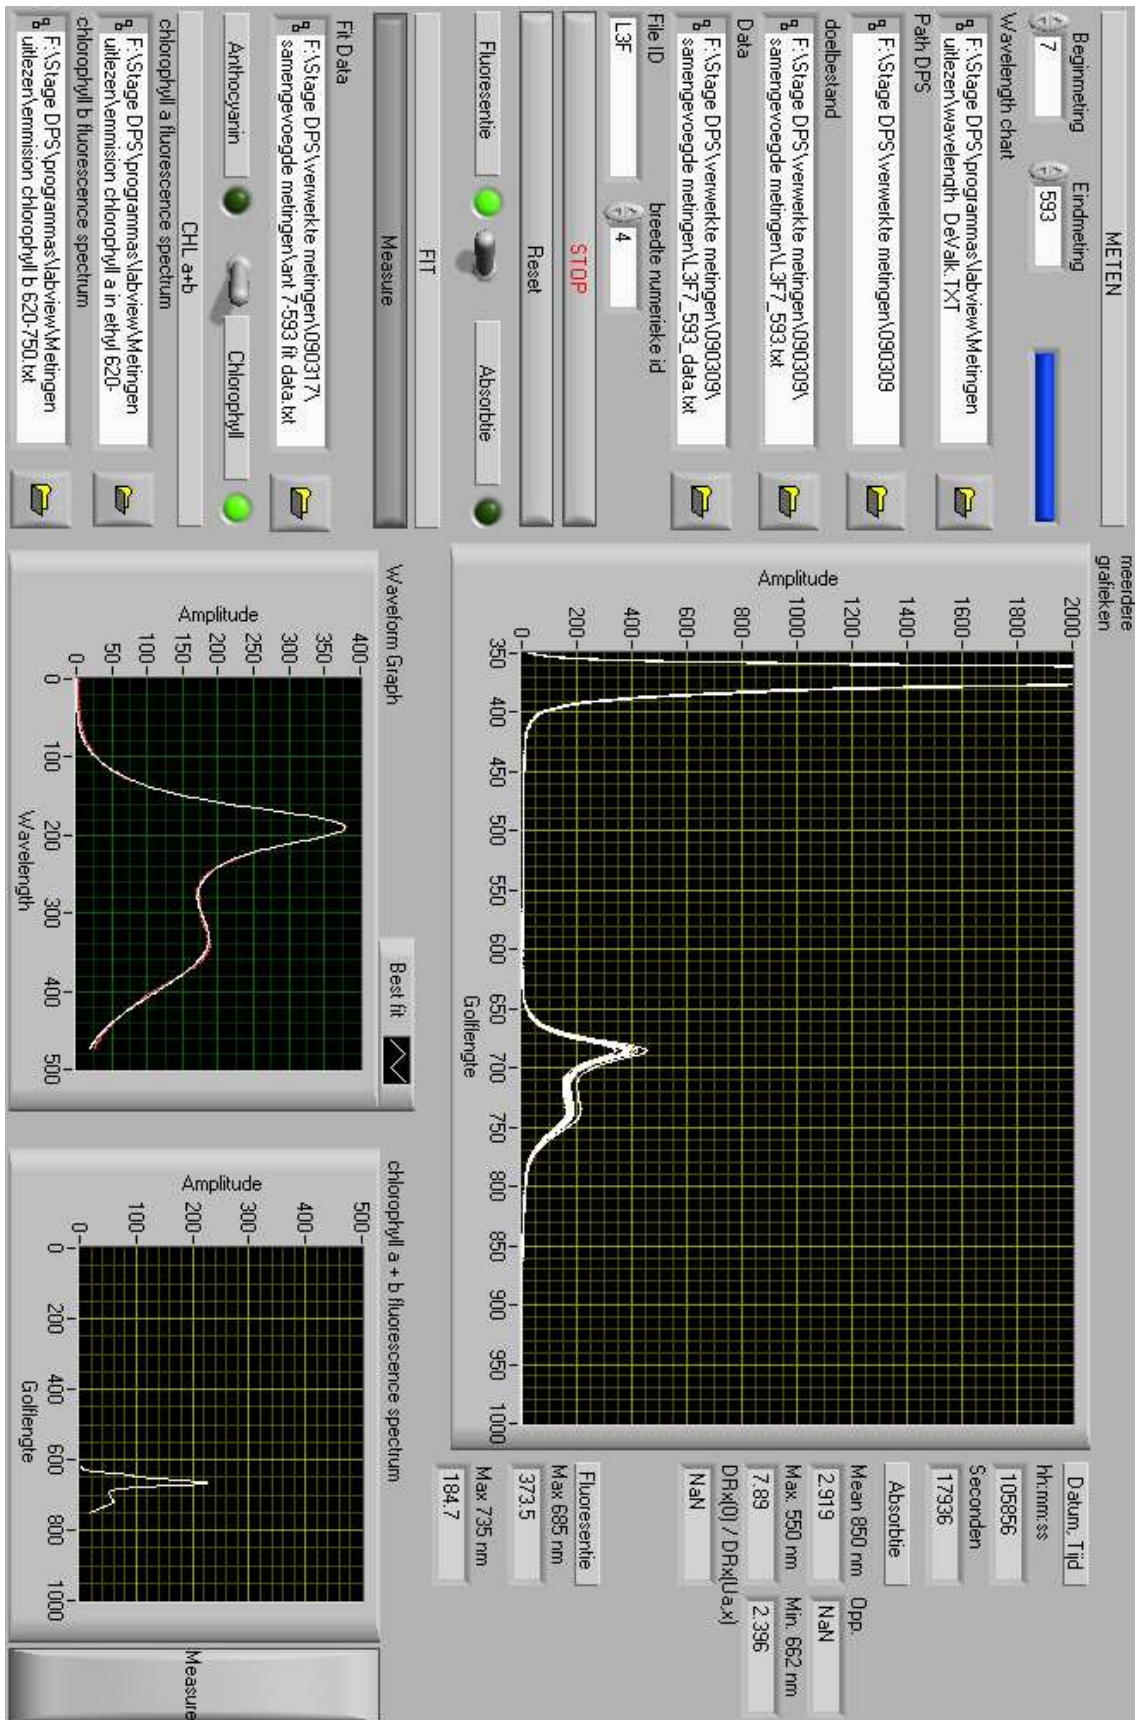 METEN
Beginmeting
7
Eindmeting
593
Wavelength chart
F:\Stage DPS\programmas\labview\Metingen
uitlezen\wavelength_DeValk.TXT
Path DPS
F:\Stage DPS\verwerkte metingen\090309
doelbestand
F:\Stage DPS\verwerkte metingen\090309\
samengevoegde metingen\L3F7_593.txt
Data
F:\Stage DPS\verwerkte metingen\090309\
samengevoegde metingen\L3F7_593_data.txt
File ID
L3F
breedte numerieke id
4
STOP
Reset
Fluoresentie
Absorbtie
FIT
Measure
Fit Data
F:\Stage DPS\verwerkte metingen\090317\
samengevoegde metingen\ant 7-593 fit data.txt
Anthocyanin
Chlorophyll
CHL a+b
chlorophyll a fluorescence spectrum
F:\Stage DPS\programmas\labview\Metingen
uitlezen\emmision chlorophyll a in ethyl 620-
chlorophyll b fluorescence spectrum
F:\Stage DPS\programmas\labview\Metingen
uitlezen\emmision chlorophyll b 620-750.txt
meerdere
grafieken
Amplitude
2000
1800
1600
1400
1200
1000
800
600
400
200
0
350 400 450 500 550 600 650 700 750 800 850 900 950 1000
Golflengte
Datum, Tijd
hh:mm:ss
105856
Seconden
17936
Absorbtie
Mean 850 nm Opp.
2.919 NaN
Max. 550 nm Min. 662 nm
7.89 2.396
DRx(0) / DRx(Ua,x)
NaN
Fluoresentie
Max 685 nm
373.5
Max 735 nm
184.7
Waveform Graph
Best fit
Amplitude
400
350
300
250
200
150
100
50
0
0 100 200 300 400 500
Wavelength
chlorophyll a + b fluorescence spectrum
Amplitude
500
400
300
200
100
0
0 200 400 600 800 1000
Golflengte
Measure